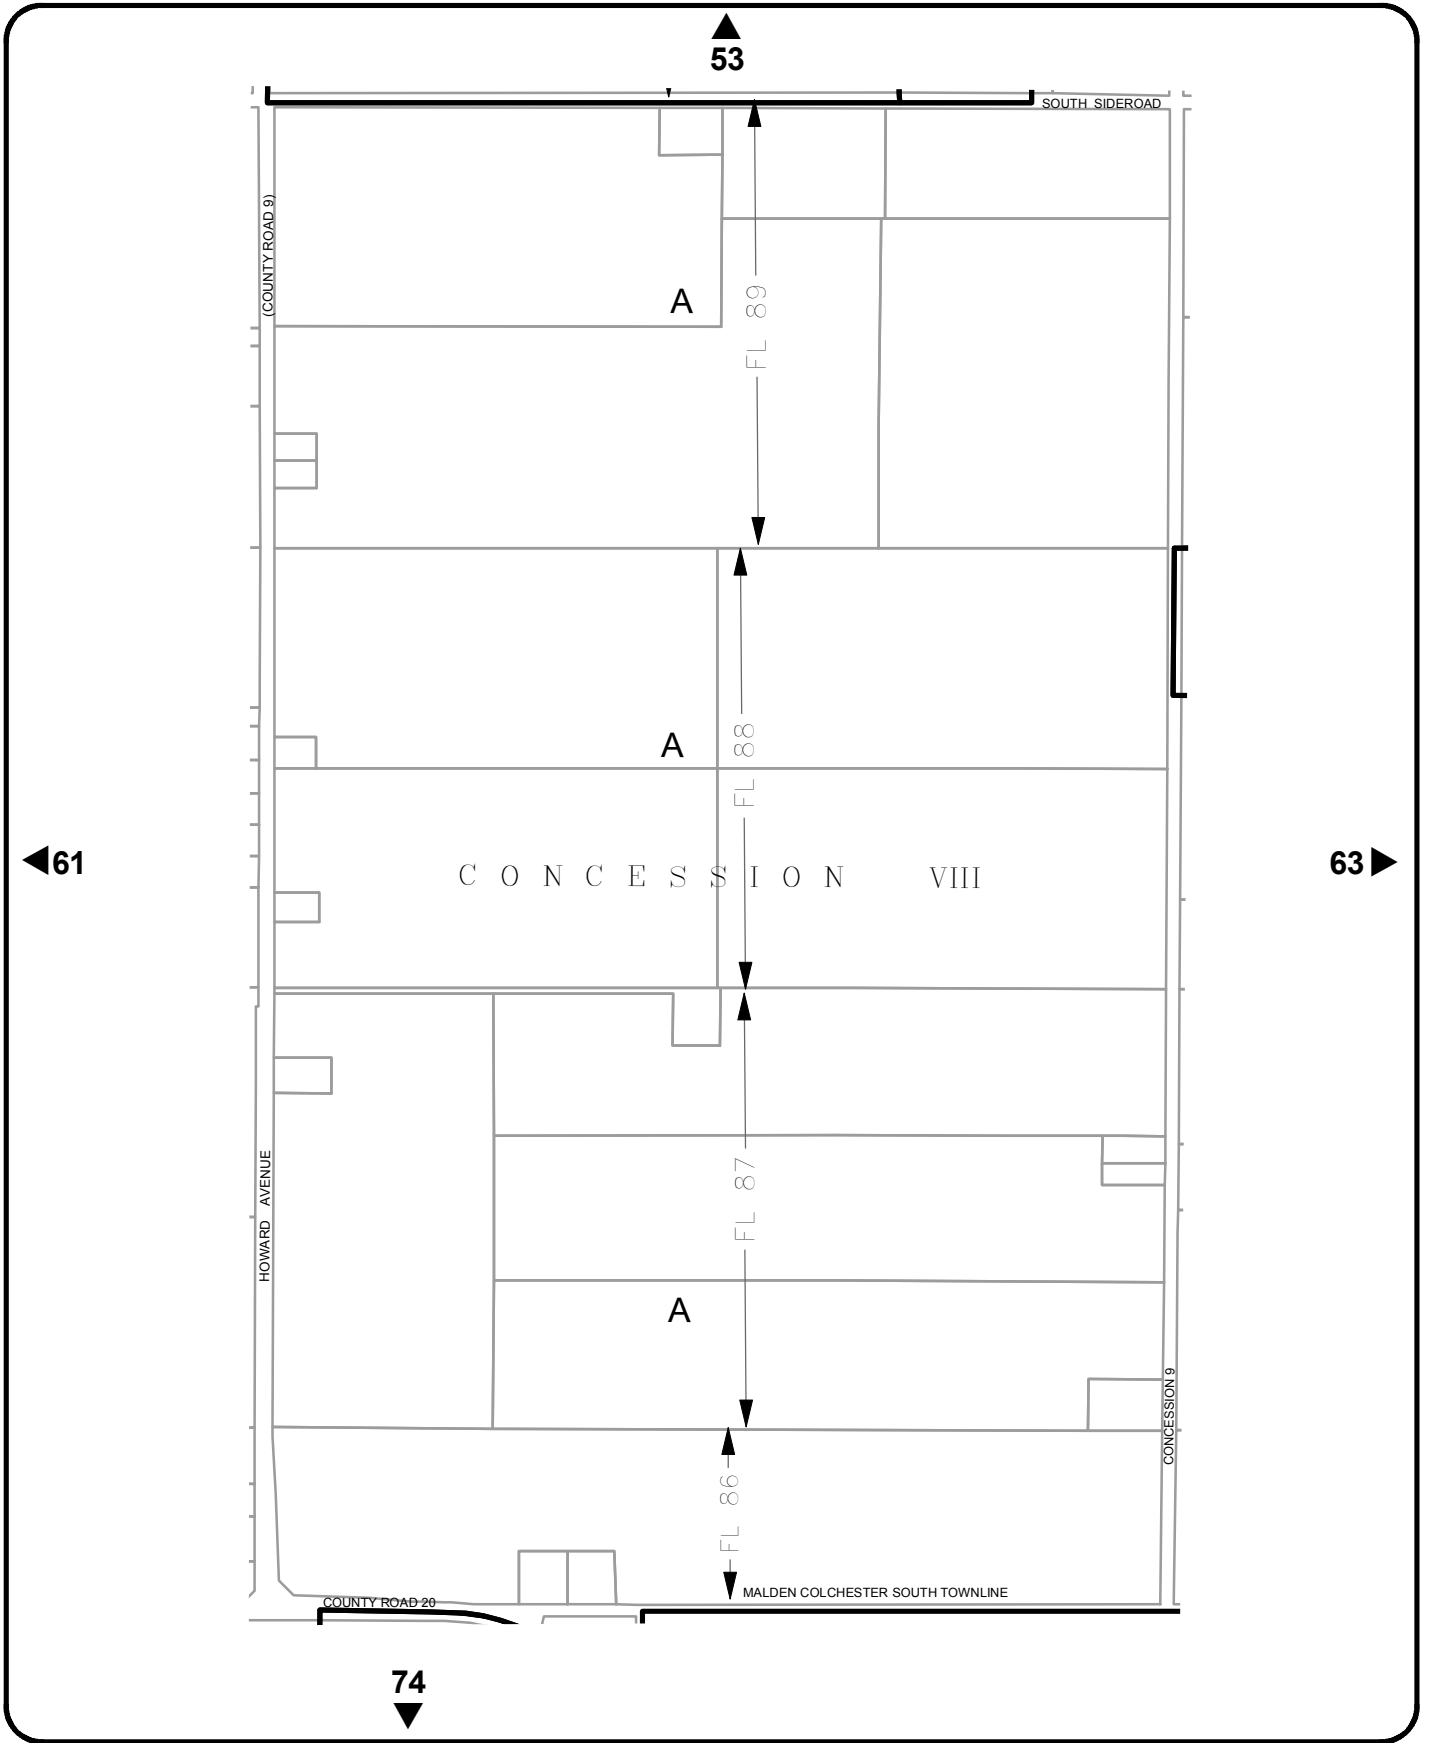 53
SOUTH SIDEROAD
(COUNTY ROAD 9)
A
FL 89
A
FL 88
61
63
CONCESSION VIII
FL 87
HOWARD AVENUE
A
CONCESSION 9
FL 86
MALDEN COLCHESTER SOUTH TOWNLINE
COUNTY ROAD 20
74